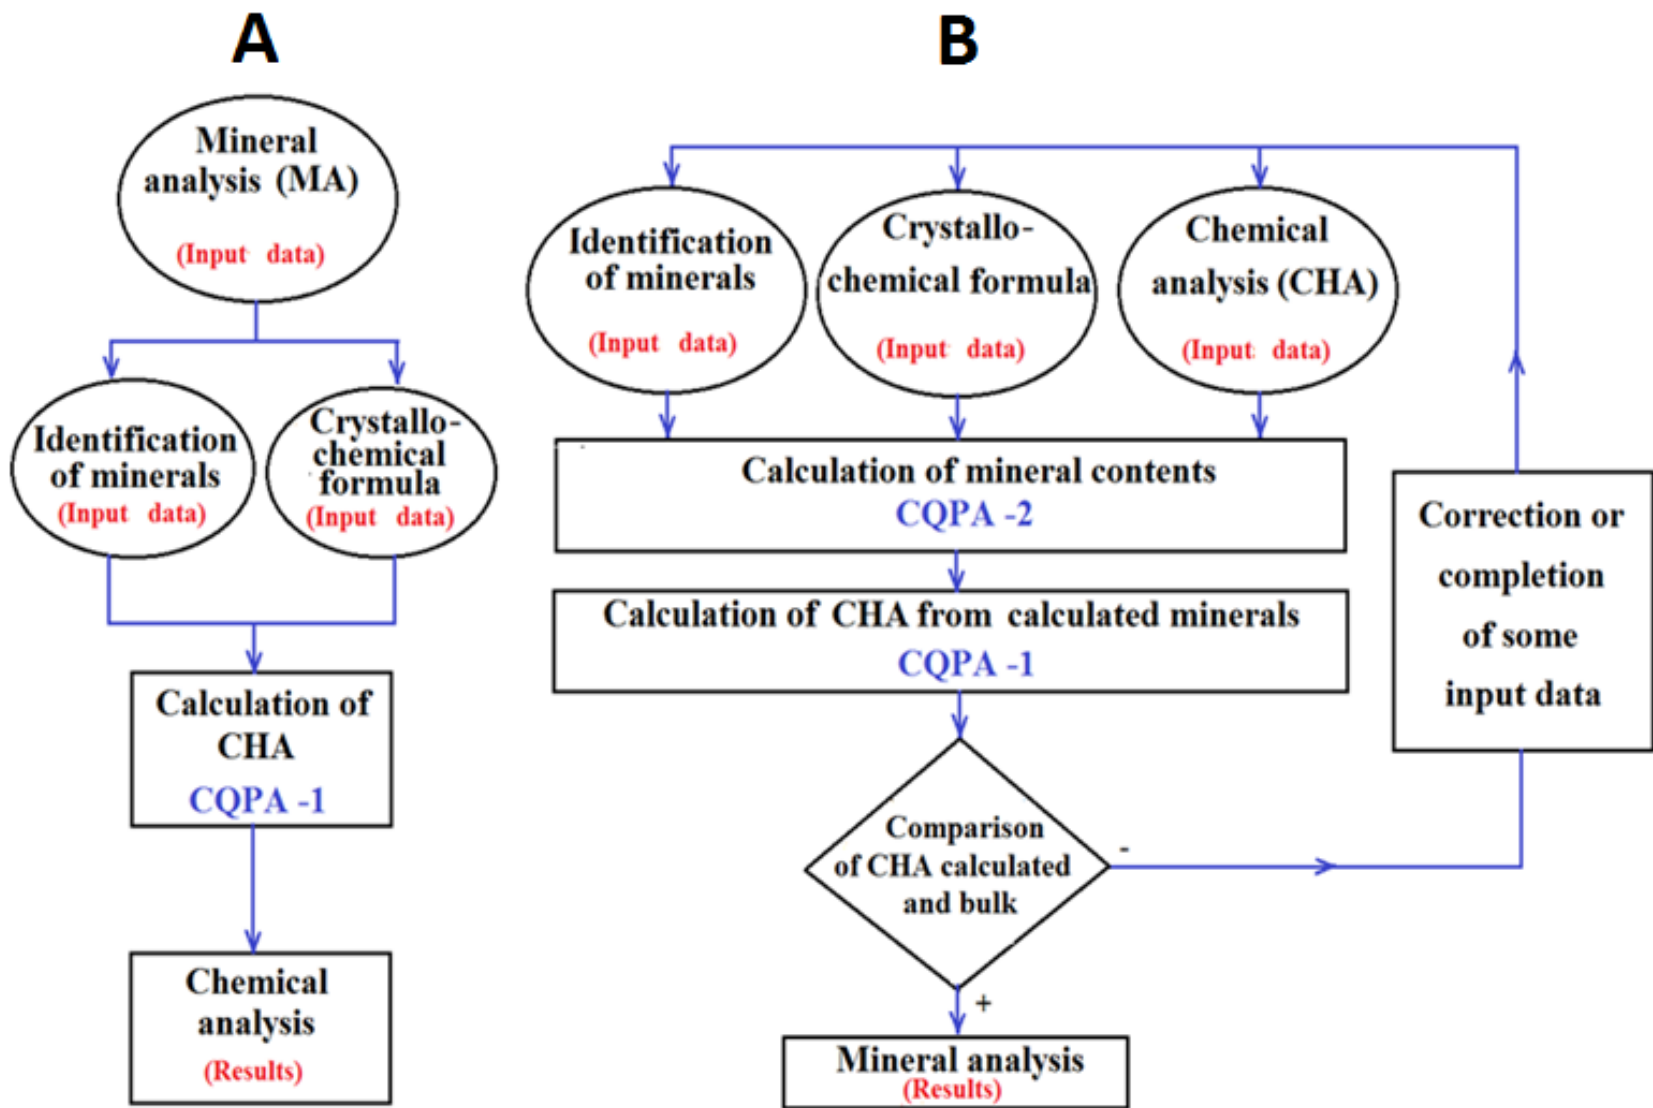 A
Mineral
analysis (MA)
(Input data)
Identification
of minerals
(Input data)
Crystallo-
chemical
formula
(Input data)
Calculation of
CHA
CQPA -1
Chemical
analysis
(Results)
B
Identification
of minerals
(Input data)
Crystallo-
chemical formula
(Input data)
Chemical
analysis (CHA)
(Input data)
Calculation of mineral contents
CQPA -2
Calculation of CHA from calculated minerals
CQPA -1
Comparison
of CHA calculated
and bulk
-
+
Correction or
completion
of some
input data
Mineral analysis
(Results)